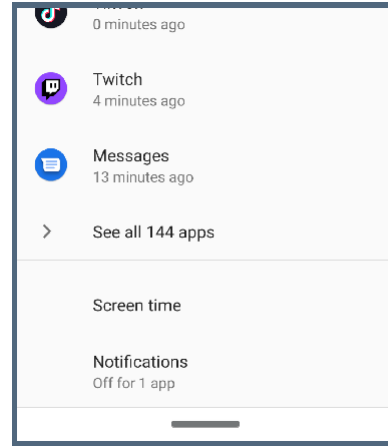 0 minutes ago
Twitch
4 minutes ago
Messages
13 minutes ago
See all 144 apps
Screen time
Notifications
Off for 1 app